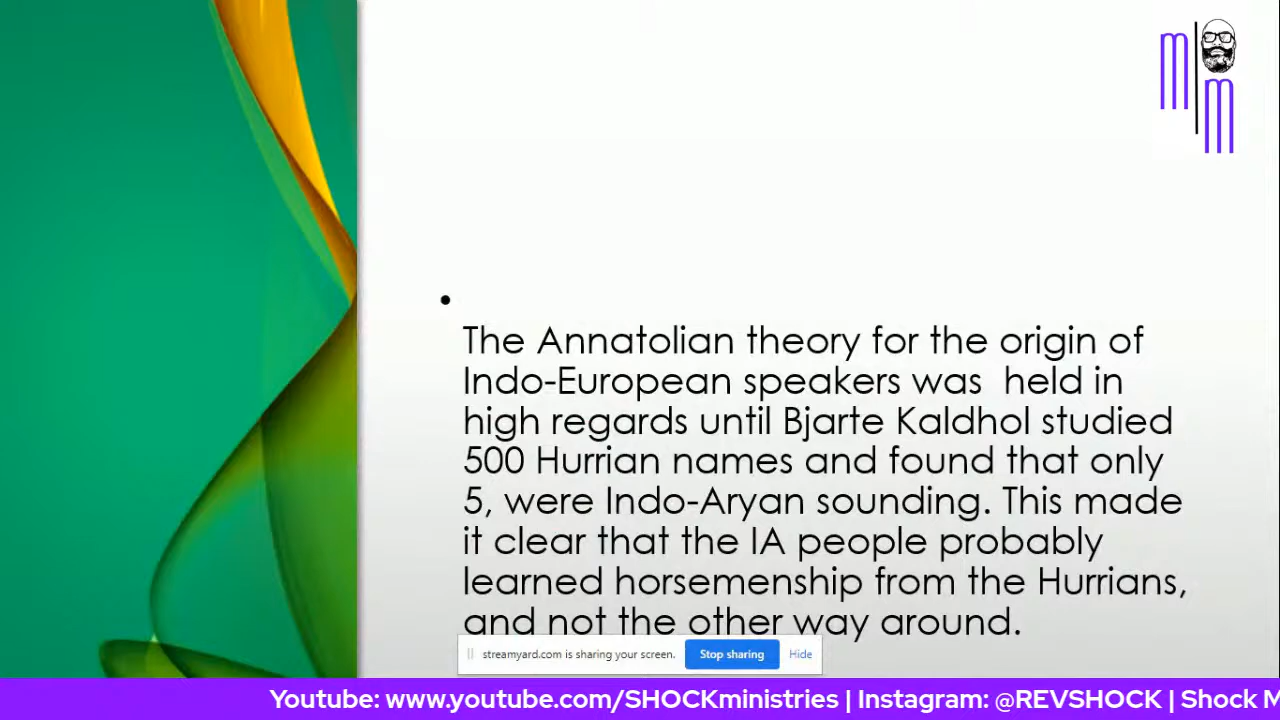 m
m
•
The Annatolian theory for the origin of
Indo-European speakers was  held in
high regards until Bjarte Kaldhol studied
500 Hurrian names and found that only
5, were Indo-Aryan sounding. This made
it clear that the IA people probably
learned horsemenship from the Hurrians,
and not the other way around.
streamyard.com is sharing your screen. Stop sharing Hide
Youtube: www.youtube.com/SHOCKministries | Instagram: @REVSHOCK | Shock M